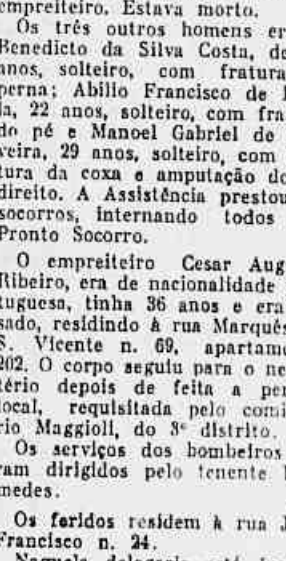 empreiteiro. Estava morto.
Os três outros homens er
Benedicto da Silva Costa, de
anos, solteiro, com fratura
perna; Abilio Francisco de
la, 22 anos, solteiro, com fra
do pé e Manoel Gabriel de
veira, 29 anos, solteiro, com
tura da coxa e amputação do
direito. A Assistência prestou
socorros, internando todos
Pronto Socorro.
O empreiteiro Cesar Aug
Ribeiro, era de nacionalidade
tuguesa, tinha 36 anos e era
sado, residindo à rua Marquês
S. Vicente n. 69, apartame
202. O corpo seguiu para o ne
tério depois de feita a per
local, requisitada pelo comi
rio Maggioli, do 3º distrito.
Os serviços dos bombeiros
ram dirigidos pelo tenente
medes.
Os feridos residem à rua J
Francisco n. 24.